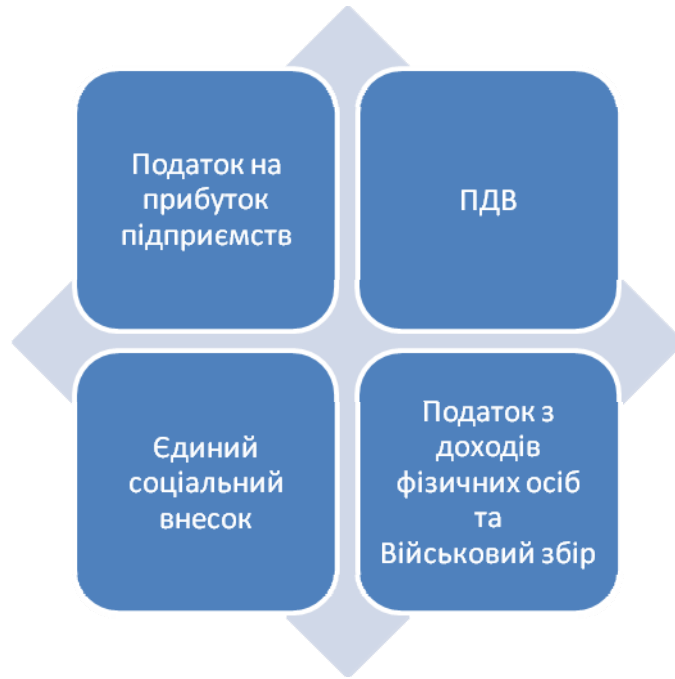 Податок на
прибуток
підприємств
ПДВ
Єдиний
соціальний
внесок
Податок з
доходів
фізичних осіб
та
Військовий збір